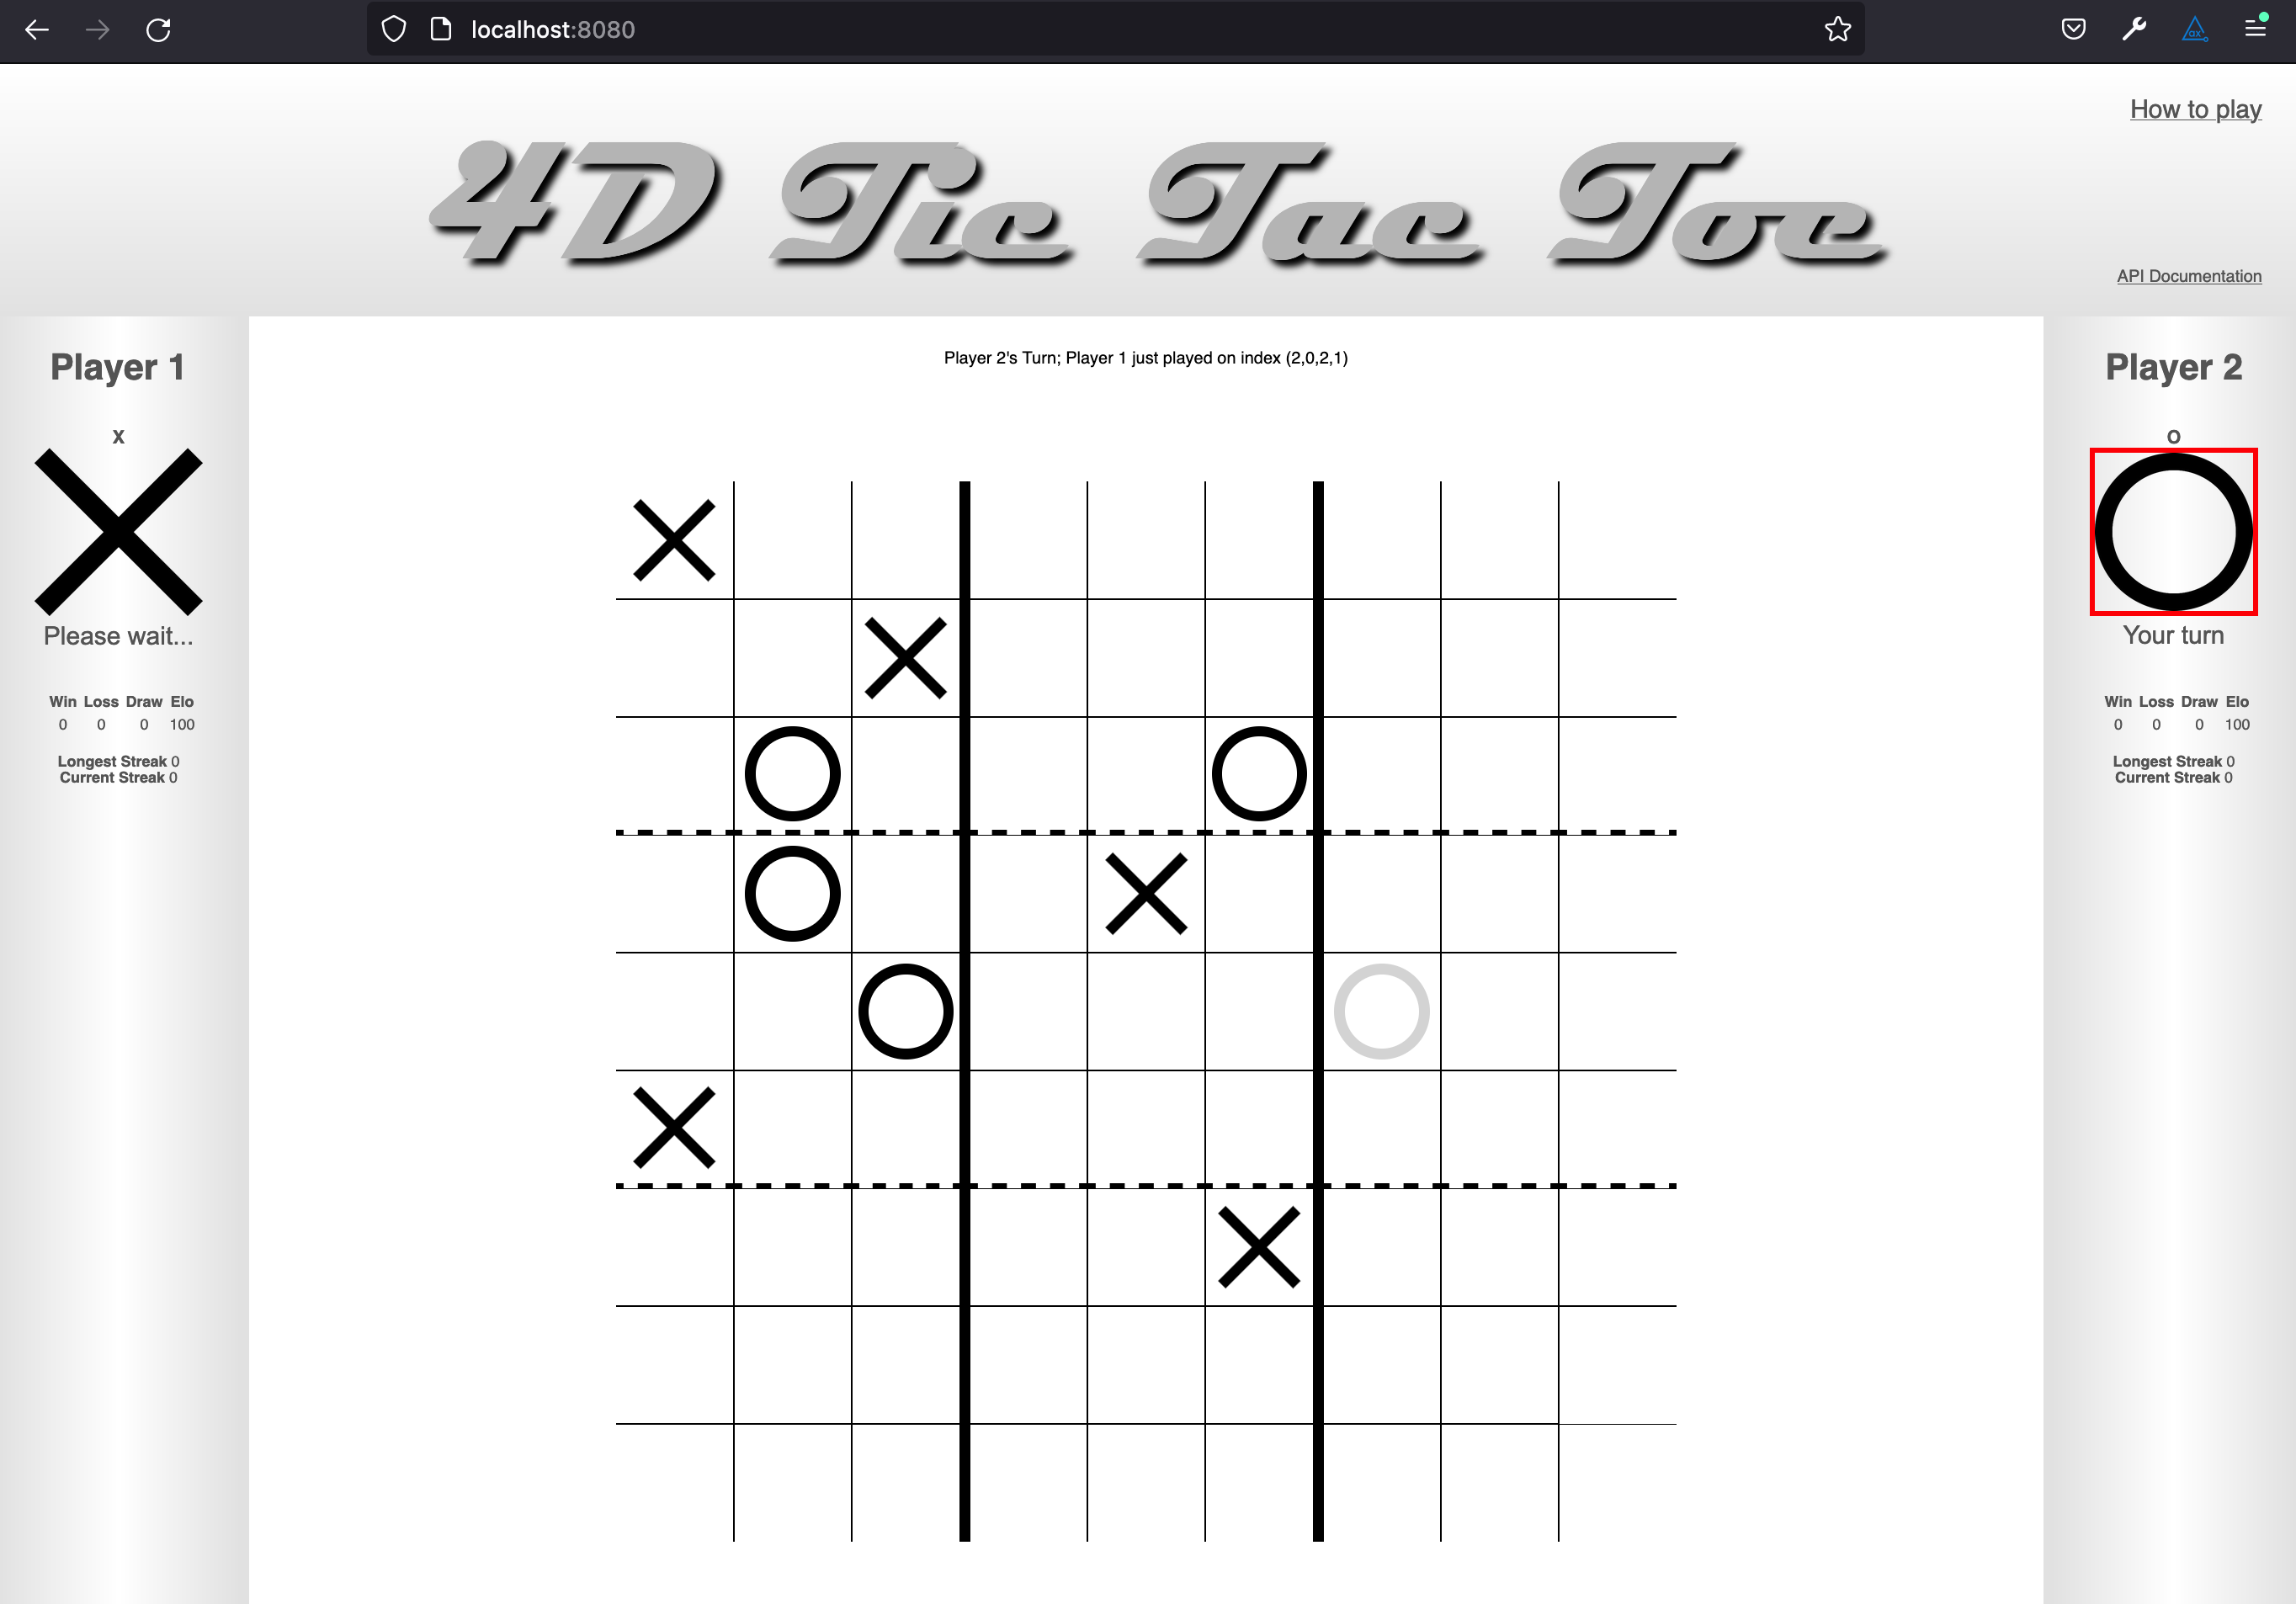 localhost:8080
How to play
4D Tic Tac Toe
API Documentation
Player 1
x
Please wait...
Win Loss Draw Elo
0 0 0 100
Longest Streak 0
Current Streak 0
Player 2's Turn; Player 1 just played on index (2,0,2,1)
Player 2
o
Your turn
Win Loss Draw Elo
0 0 0 100
Longest Streak 0
Current Streak 0